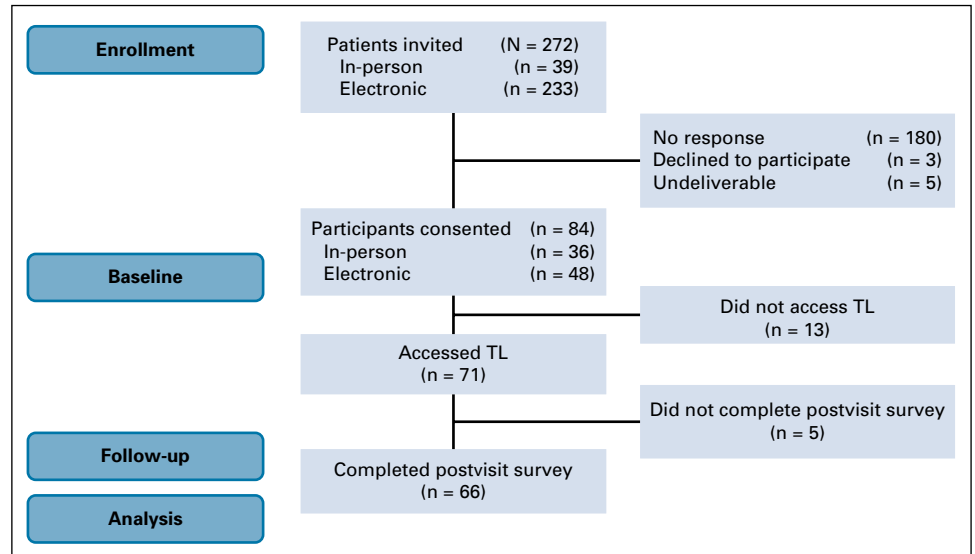 Enrollment
Patients invited (N = 272)
In-person (n = 39)
Electronic (n = 233)
No response (n = 180)
Declined to participate (n = 3)
Undeliverable (n = 5)
Baseline
Participants consented (n = 84)
In-person (n = 36)
Electronic (n = 48)
Did not access TL
(n = 13)
Accessed TL
(n = 71)
Did not complete postvisit survey
(n = 5)
Follow-up
Completed postvisit survey
(n = 66)
Analysis